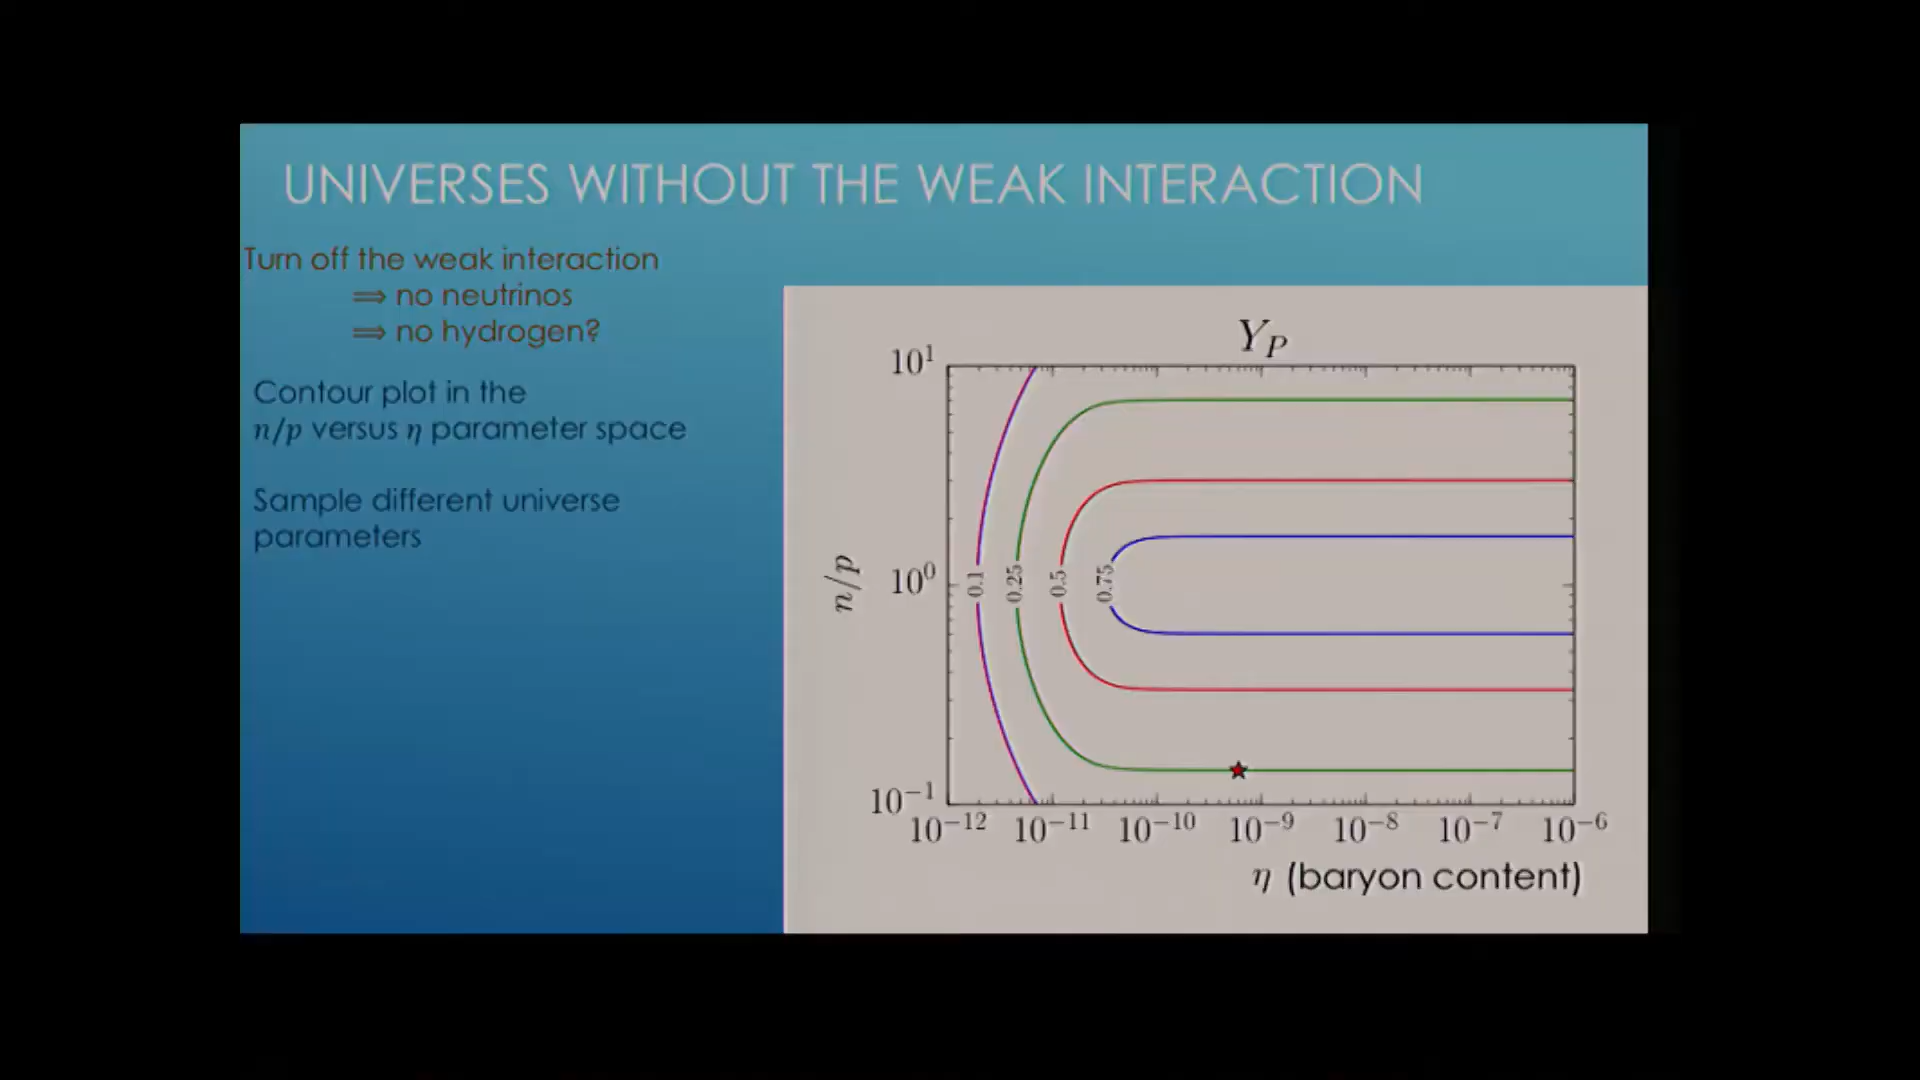 UNIVERSES WITHOUT THE WEAK INTERACTION
Turn off the weak interaction
⟹ no neutrinos
⟹ no hydrogen?
Contour plot in the
n/p versus η parameter space
Sample different universe
parameters
Y_P
10^1
10^0
10^−1
n/p
0.1
0.25
0.5
0.75
10^−12 10^−11 10^−10 10^−9 10^−8 10^−7 10^−6
η (baryon content)